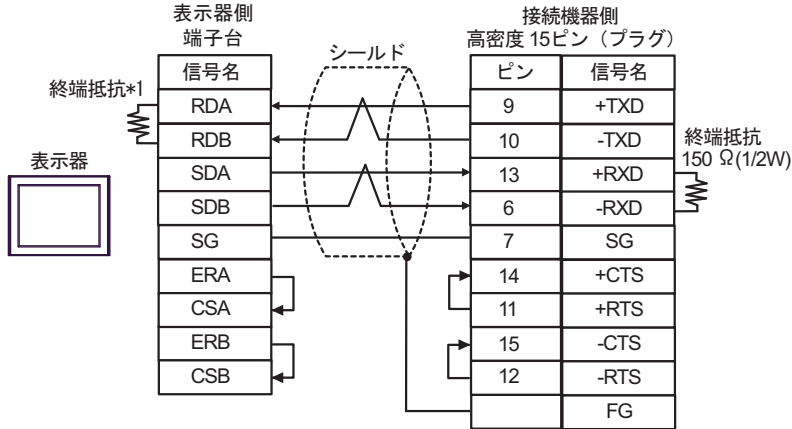 表示器側
端子台
接続機器側
高密度 15ピン（プラグ）
シールド
終端抵抗*1
表示器
信号名
RDA
RDB
SDA
SDB
SG
ERA
CSA
ERB
CSB
ピン 信号名
9 +TXD
10 -TXD
13 +RXD
6 -RXD
7 SG
14 +CTS
11 +RTS
15 -CTS
12 -RTS
FG
終端抵抗
150 Ω(1/2W)